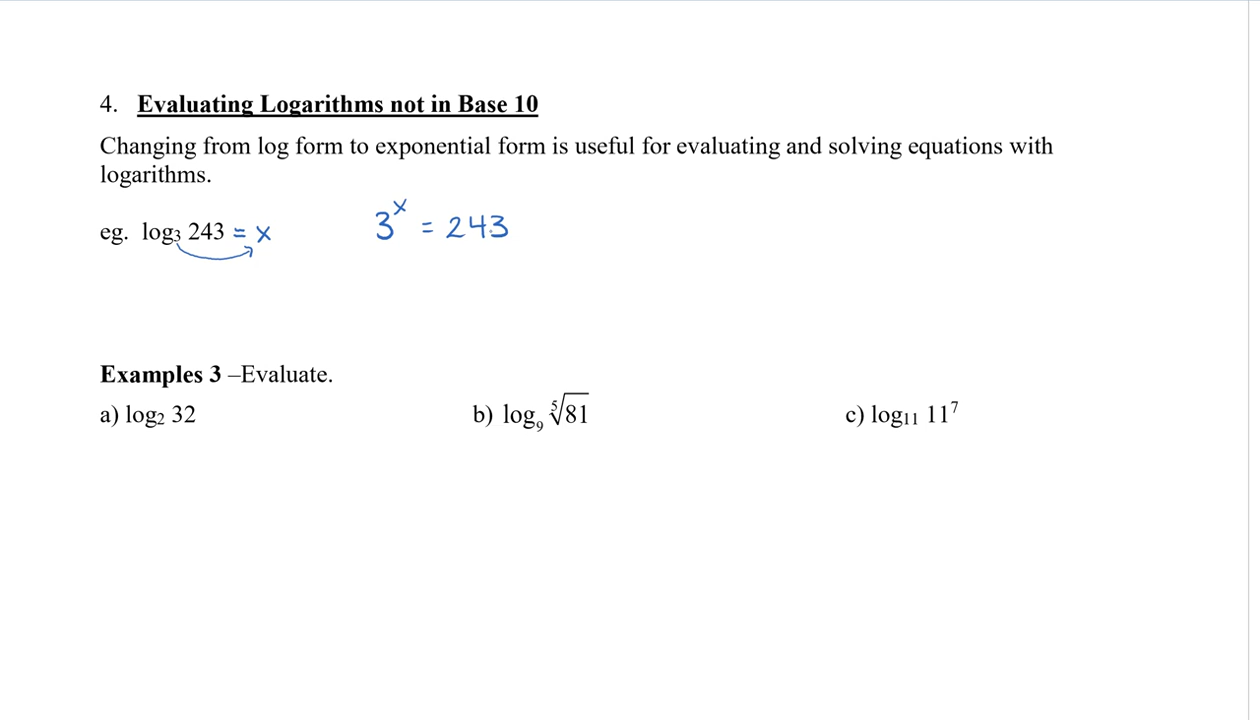 4. Evaluating Logarithms not in Base 10
Changing from log form to exponential form is useful for evaluating and solving equations with
logarithms.
eg. log₃ 243 = x 3ˣ = 243
Examples 3 –Evaluate.
a) log₂ 32 b) log₉ ⁵√81 c) log₁₁ 11⁷